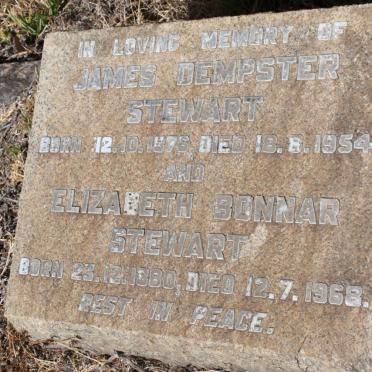 IN LOVING MEMORY OF
JAMES DEMPSTER
STEWART
BORN 12.10.1876, DIED 18.8.1954
AND
ELIZABETH BONNAR
STEWART
BORN 23.12.1880, DIED 12.7.1968.
REST IN PEACE.